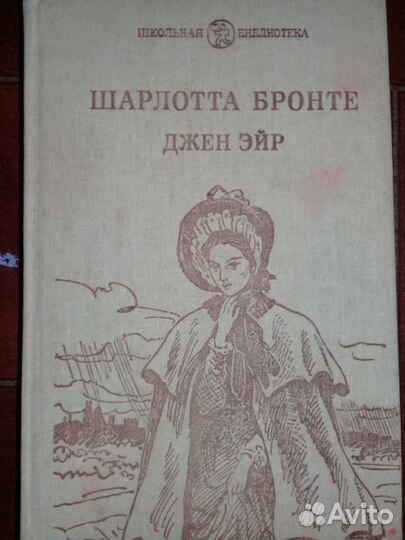 ШКОЛЬНАЯ БИБЛИОТЕКА
ШАРЛОТТА БРОНТЕ
ДЖЕН ЭЙР
Avito